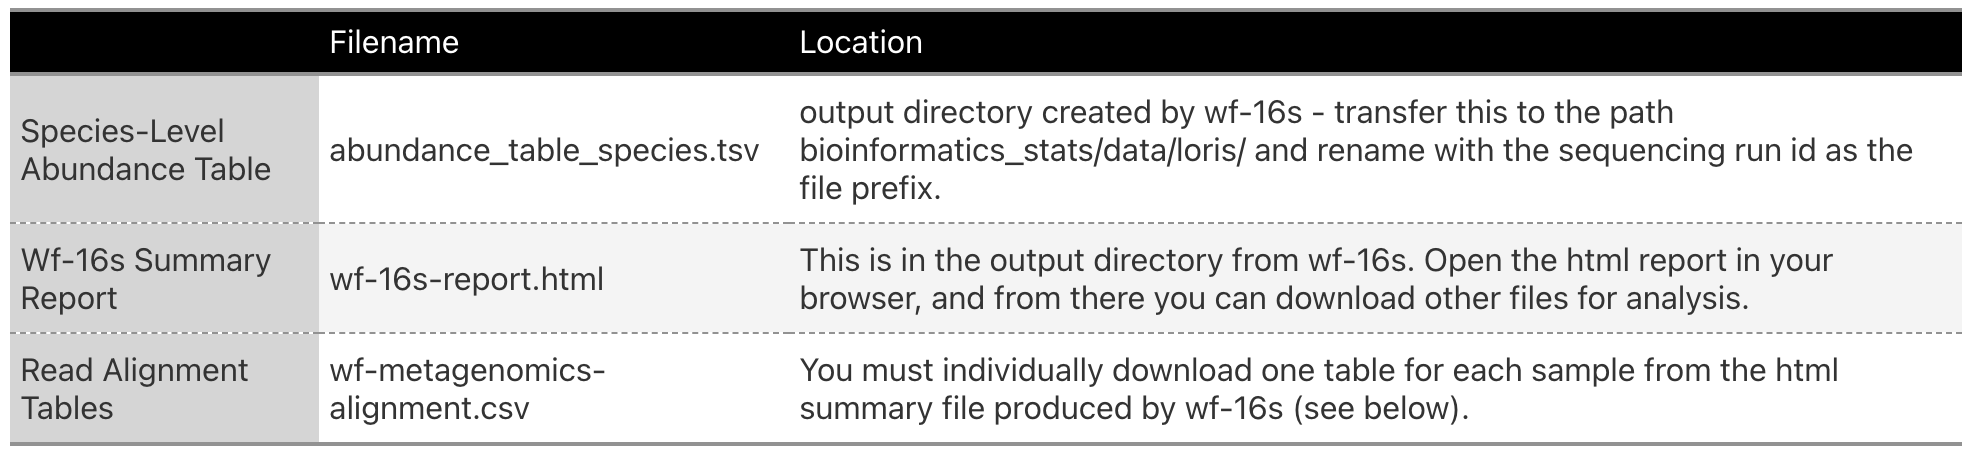 Filename
Location
Species-Level
Abundance Table
abundance_table_species.tsv
output directory created by wf-16s - transfer this to the path
bioinformatics_stats/data/loris/ and rename with the sequencing run id as the
file prefix.
Wf-16s Summary
Report
wf-16s-report.html
This is in the output directory from wf-16s. Open the html report in your
browser, and from there you can download other files for analysis.
Read Alignment
Tables
wf-metagenomics-
alignment.csv
You must individually download one table for each sample from the html
summary file produced by wf-16s (see below).